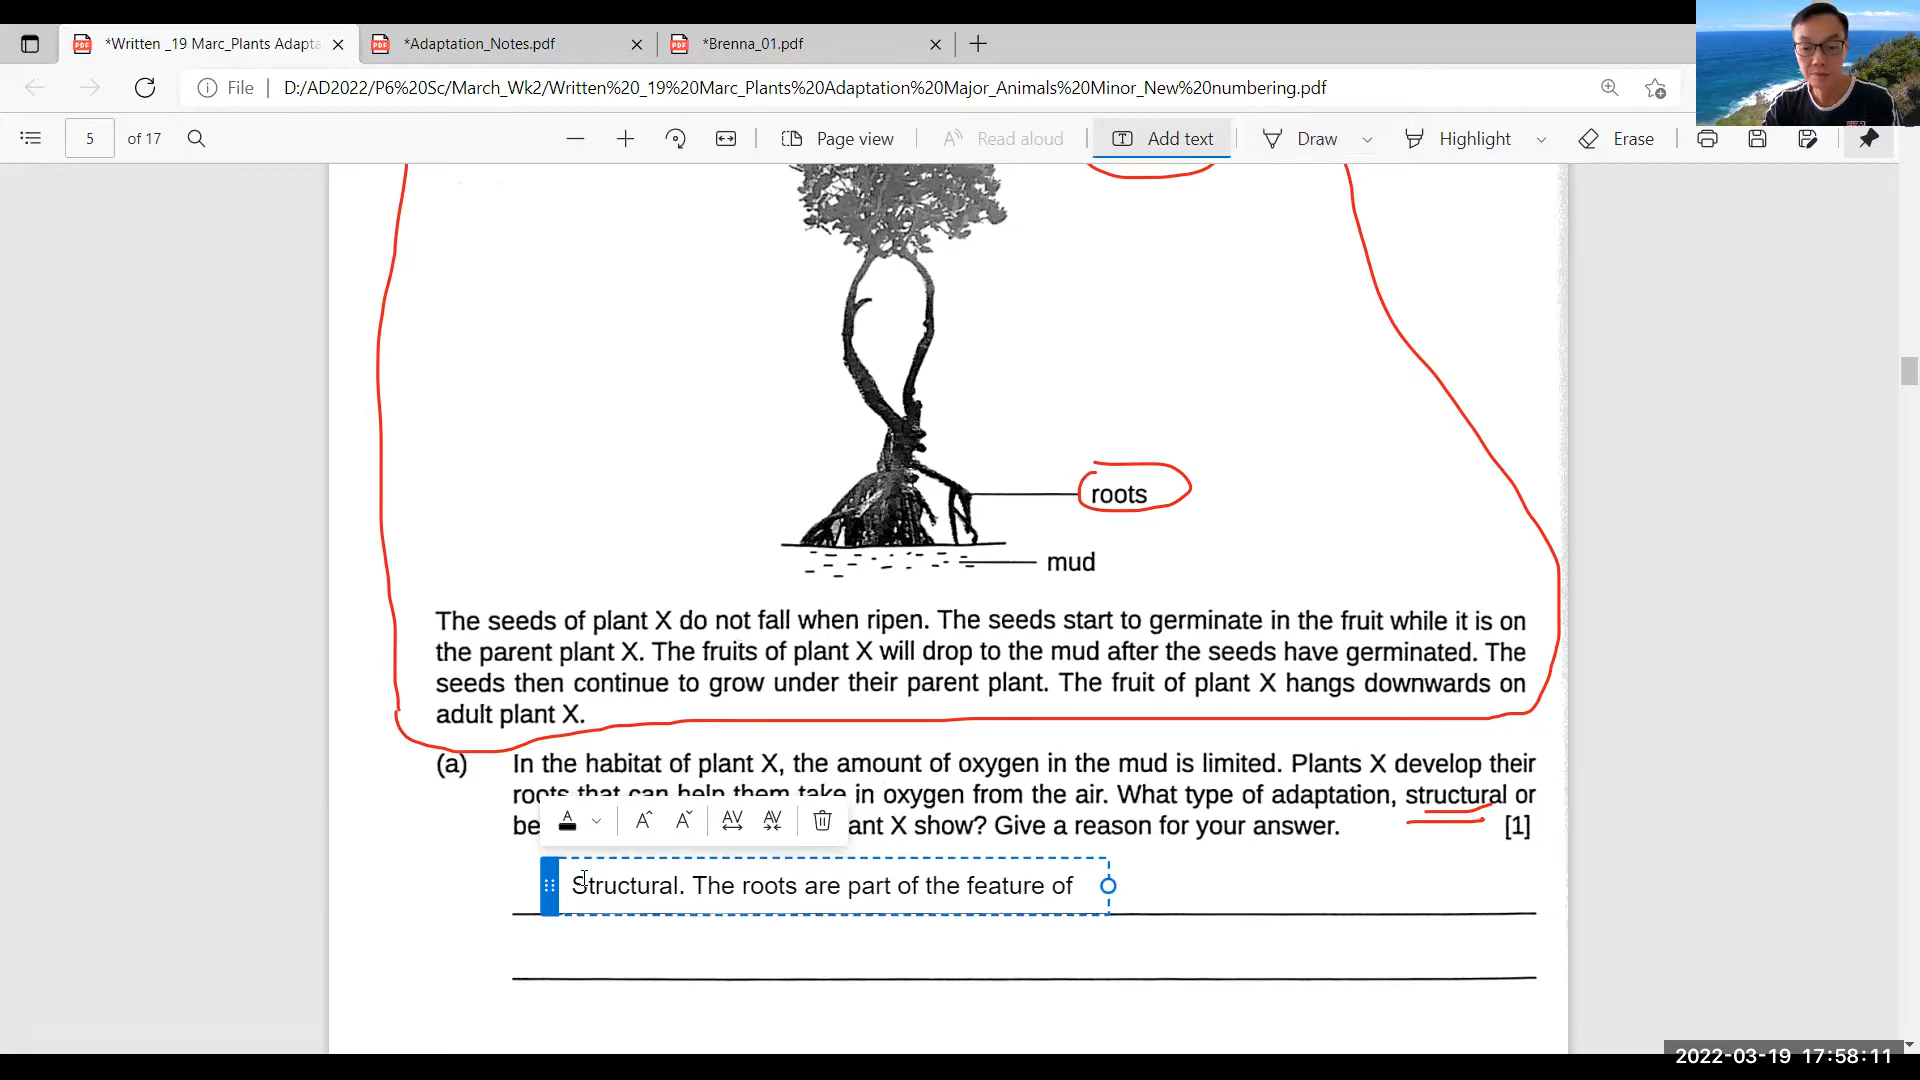 *Written _19 Marc_Plants Adapta
*Adaptation_Notes.pdf
*Brenna_01.pdf
File
D:/AD2022/P6%20Sc/March_Wk2/Written%20_19%20Marc_Plants%20Adaptation%20Major_Animals%20Minor_New%20numbering.pdf
5 of 17
Page view
Read aloud
Add text
Draw
Highlight
Erase
roots
mud
The seeds of plant X do not fall when ripen. The seeds start to germinate in the fruit while it is on
the parent plant X. The fruits of plant X will drop to the mud after the seeds have germinated. The
seeds then continue to grow under their parent plant. The fruit of plant X hangs downwards on
adult plant X.
(a) In the habitat of plant X, the amount of oxygen in the mud is limited. Plants X develop their
roots that can help them take in oxygen from the air. What type of adaptation, structural or
be ant X show? Give a reason for your answer. [1]
Structural. The roots are part of the feature of
2022-03-19 17:58:11